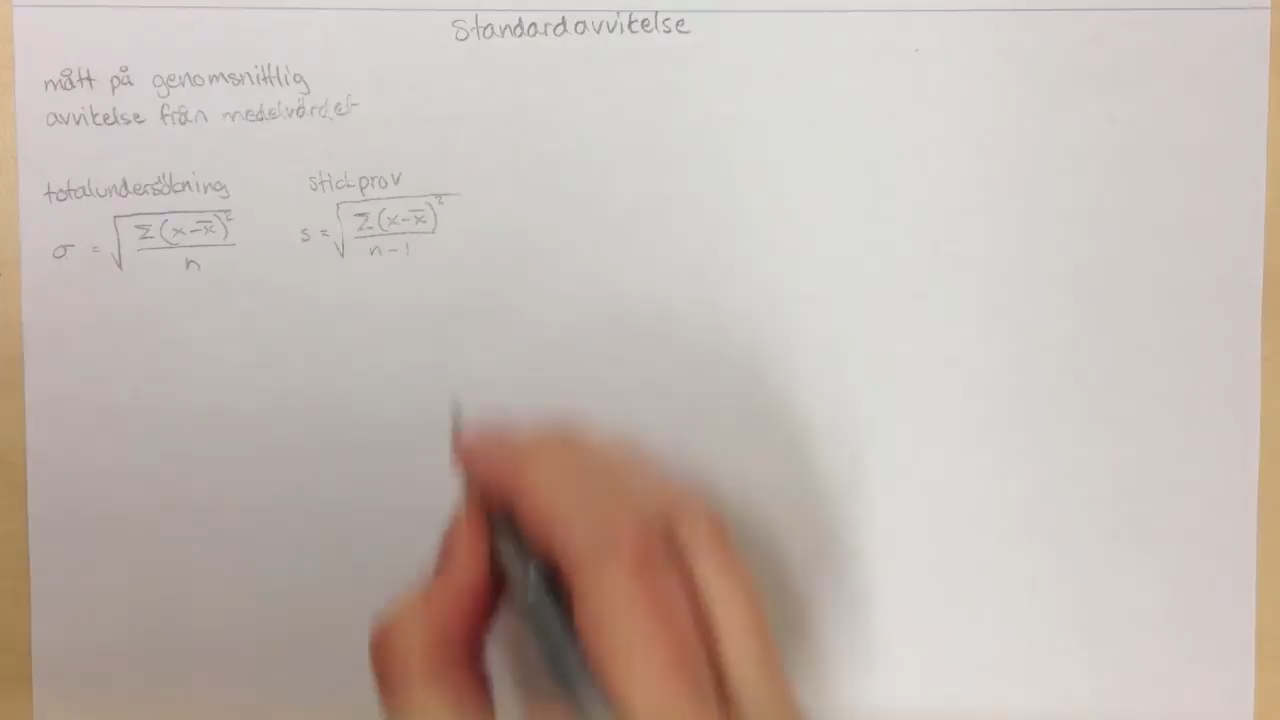 Standardavvikelse
mått på genomsnittlig
avvikelse från medelvärdet
totalundersökning
σ = √(Σ(x-x̄)²/n)
stickprov
s = √(Σ(x-x̄)²/(n-1))